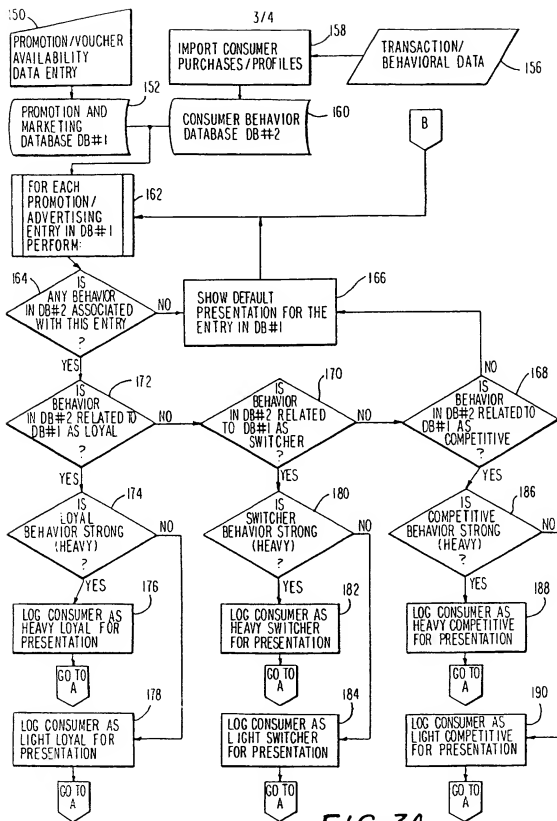 150
PROMOTION/VOUCHER
AVAILABILITY
DATA ENTRY
3/4
158
IMPORT CONSUMER
PURCHASES/PROFILES
TRANSACTION/
BEHAVIORAL DATA
156
152
PROMOTION AND
MARKETING
DATABASE DB#1
160
CONSUMER BEHAVIOR
DATABASE DB#2
B
FOR EACH
PROMOTION/
ADVERTISING
ENTRY IN DB#1
PERFORM:
162
164
IS
ANY BEHAVIOR
IN DB#2 ASSOCIATED
WITH THIS ENTRY
?
NO
YES
166
SHOW DEFAULT
PRESENTATION FOR THE
ENTRY IN DB#1
172
IS
BEHAVIOR
IN DB#2 RELATED TO
DB#1 AS LOYAL
?
NO
YES
170
IS
BEHAVIOR
IN DB#2 RELATED
TO DB#1 AS
SWITCHER
?
NO
YES
168
NO
IS
BEHAVIOR
IN DB#2 RELATED TO
DB#1 AS
COMPETITIVE
?
YES
174
IS
LOYAL
BEHAVIOR STRONG
(HEAVY)
?
NO
YES
180
IS
SWITCHER
BEHAVIOR STRONG
(HEAVY)
?
NO
YES
186
IS
COMPETITIVE
BEHAVIOR STRONG
(HEAVY)
?
NO
YES
176
LOG CONSUMER AS
HEAVY LOYAL FOR
PRESENTATION
GO TO
A
182
LOG CONSUMER AS
HEAVY SWITCHER
FOR PRESENTATION
GO TO
A
188
LOG CONSUMER AS
HEAVY COMPETITIVE
FOR PRESENTATION
GO TO
A
178
LOG CONSUMER AS
LIGHT LOYAL FOR
PRESENTATION
GO TO
A
184
LOG CONSUMER AS
LIGHT SWITCHER
FOR PRESENTATION
GO TO
A
190
LOG CONSUMER AS
LIGHT COMPETITIVE
FOR PRESENTATION
GO TO
A